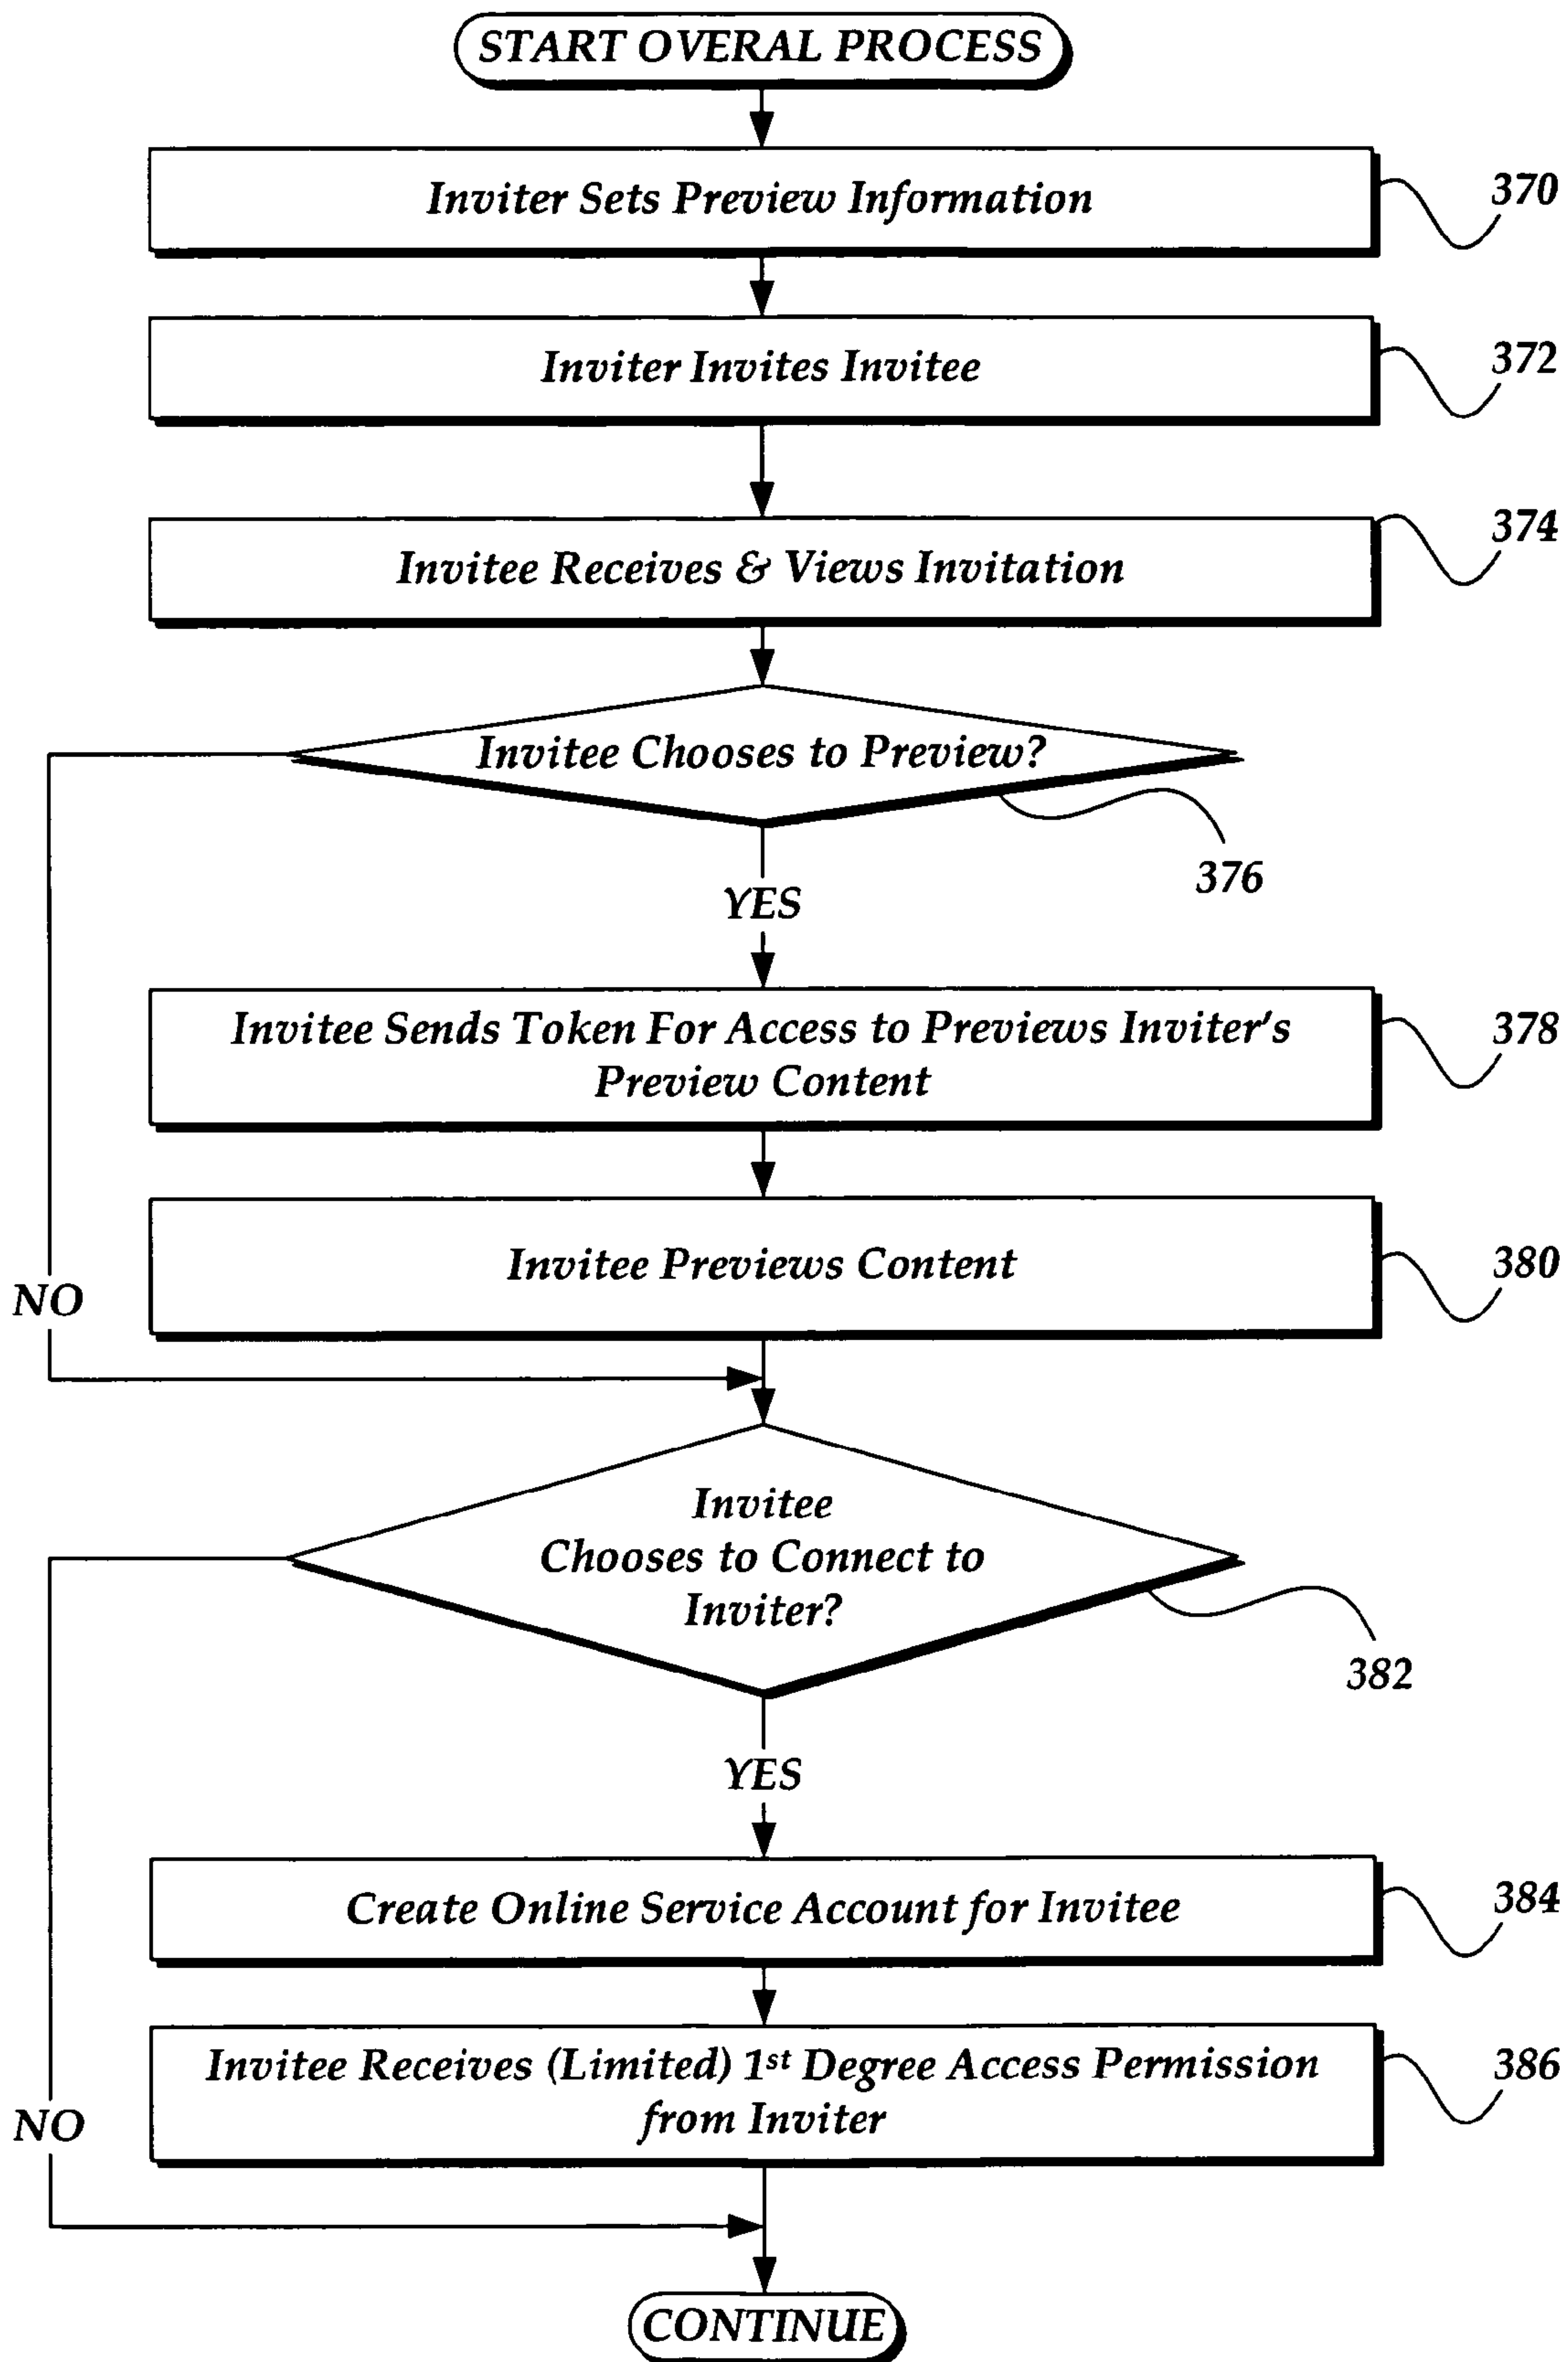 START OVERAL PROCESS
Inviter Sets Preview Information
370
Inviter Invites Invitee
372
Invitee Receives & Views Invitation
374
Invitee Chooses to Preview?
376
YES
Invitee Sends Token For Access to Previews Inviter's
Preview Content
378
Invitee Previews Content
380
NO
Invitee
Chooses to Connect to
Inviter?
382
YES
Create Online Service Account for Invitee
384
Invitee Receives (Limited) 1st Degree Access Permission
from Inviter
386
NO
CONTINUE